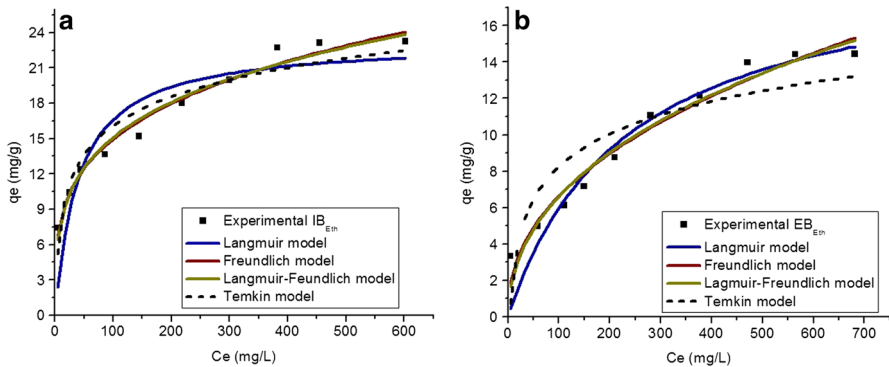 a
24
21
18
15
12
9
6
3
0
qe (mg/g)
0 100 200 300 400 500 600
Ce (mg/L)
Experimental IB Eth
Langmuir model
Freundlich model
Langmuir-Feundlich model
Temkin model
b
16
14
12
10
8
6
4
2
0
qe (mg/g)
0 100 200 300 400 500 600 700
Ce (mg/L)
Experimental EB Eth
Langmuir model
Freundlich model
Lagmuir-Freundlich model
Temkin model